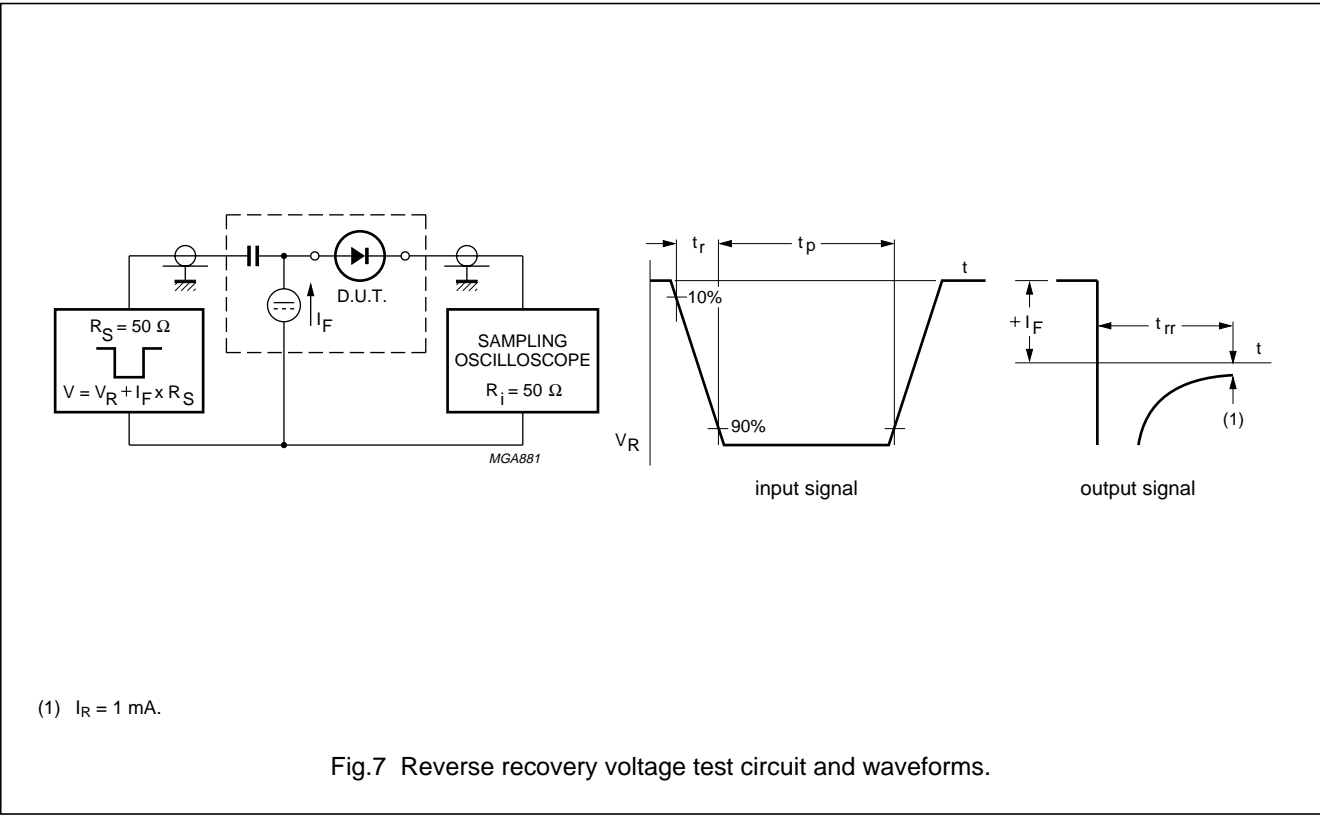 R_S = 50 Ω
V = V_R + I_F x R_S
I_F
D.U.T.
SAMPLING
OSCILLOSCOPE
R_i = 50 Ω
MGA881
t_r
t_p
t
10%
90%
V_R
input signal
+ I_F
t_rr
t
(1)
output signal
(1) I_R = 1 mA.
Fig.7 Reverse recovery voltage test circuit and waveforms.